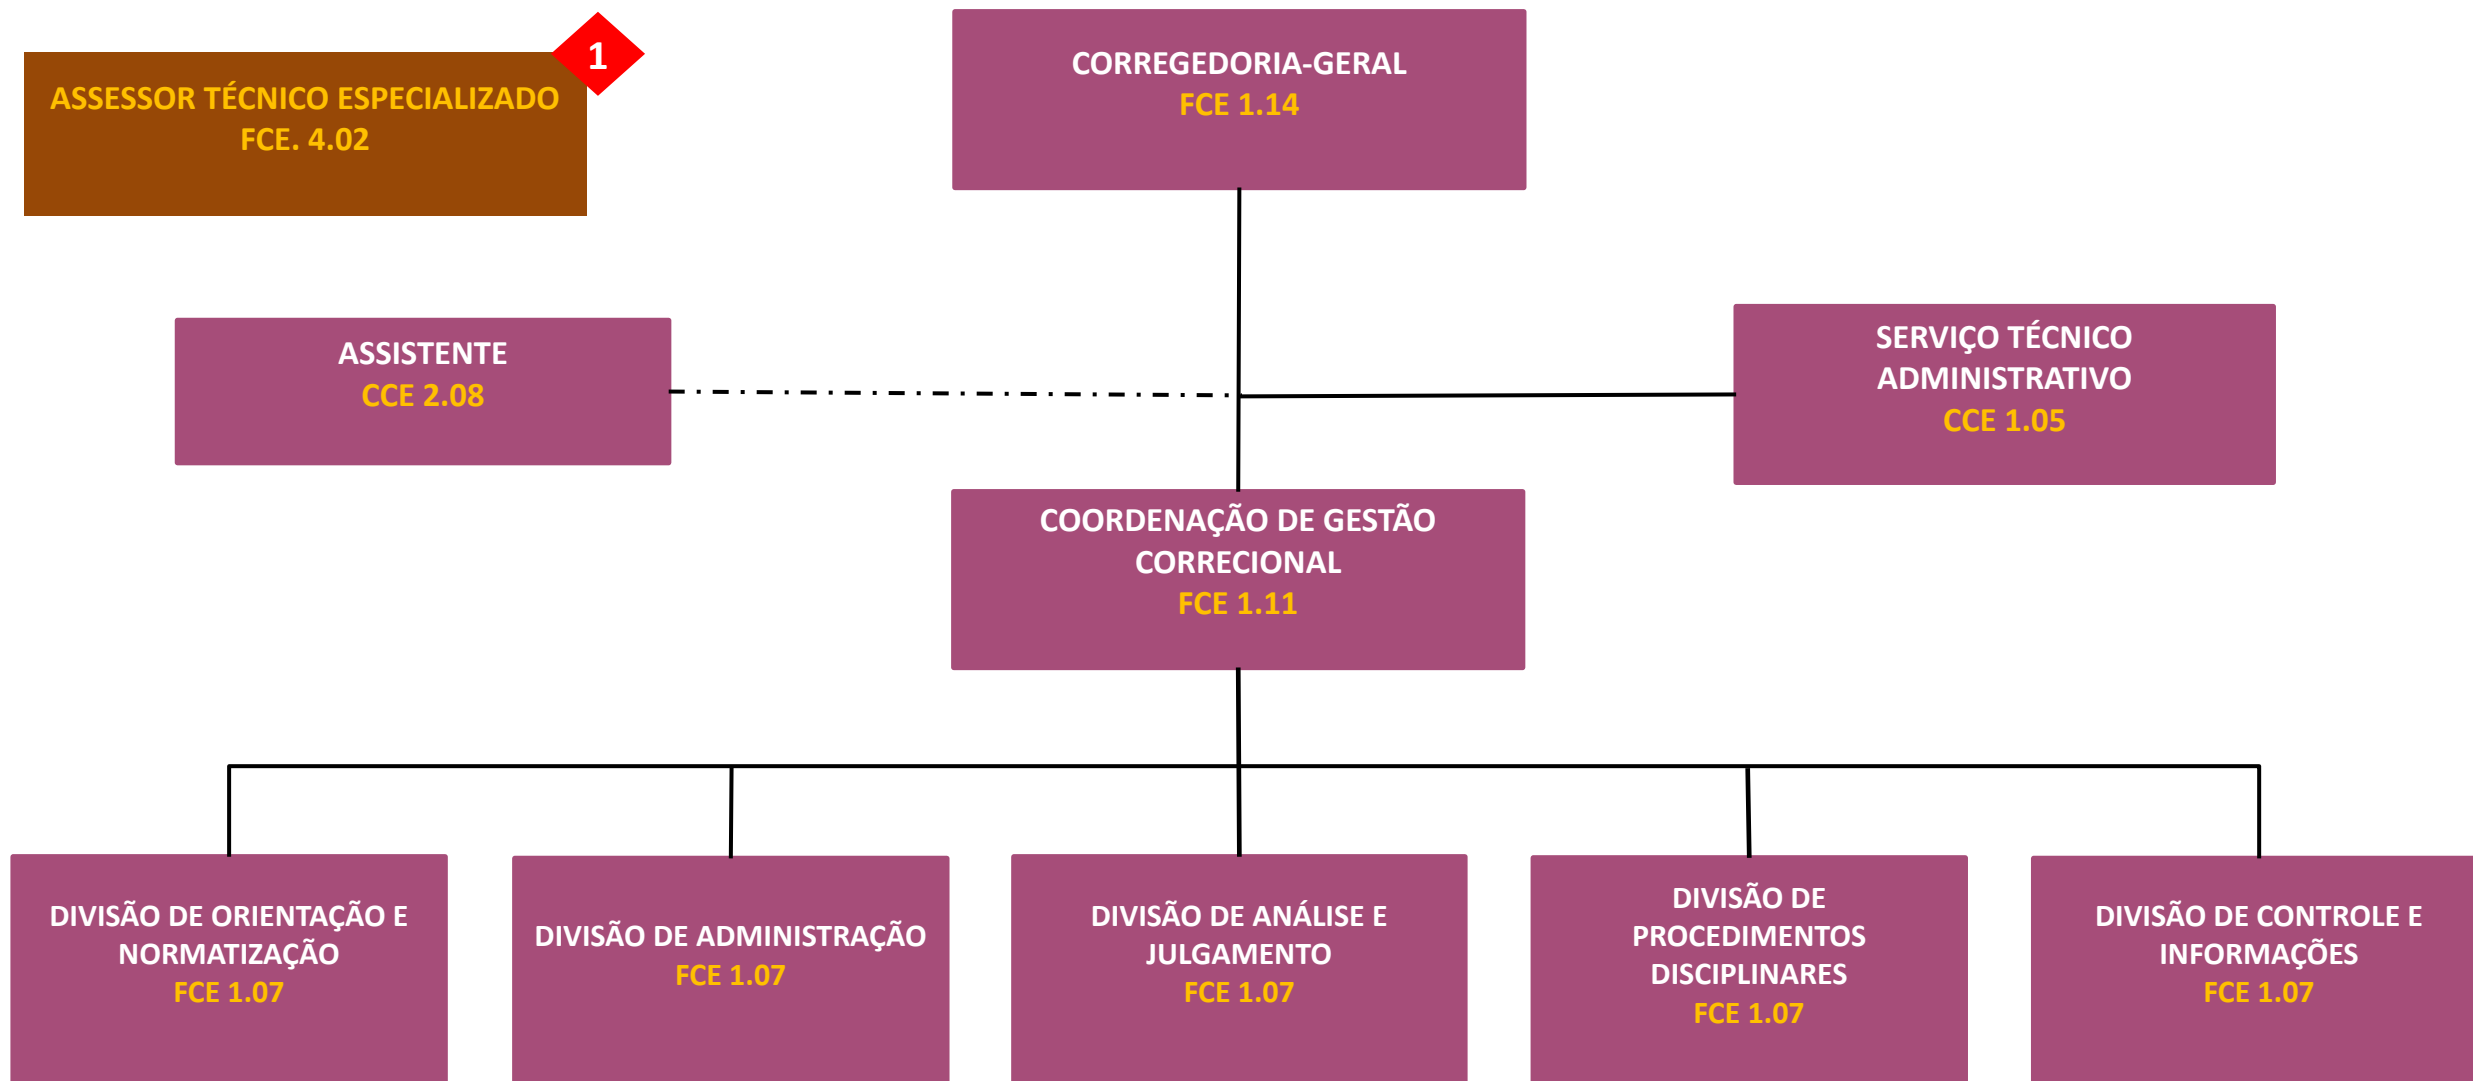 1
ASSESSOR TÉCNICO ESPECIALIZADO
FCE. 4.02
CORREGEDORIA-GERAL
FCE 1.14
ASSISTENTE
CCE 2.08
SERVIÇO TÉCNICO
ADMINISTRATIVO
CCE 1.05
COORDENAÇÃO DE GESTÃO
CORRECIONAL
FCE 1.11
DIVISÃO DE ORIENTAÇÃO E
NORMATIZAÇÃO
FCE 1.07
DIVISÃO DE ADMINISTRAÇÃO
FCE 1.07
DIVISÃO DE ANÁLISE E
JULGAMENTO
FCE 1.07
DIVISÃO DE
PROCEDIMENTOS
DISCIPLINARES
FCE 1.07
DIVISÃO DE CONTROLE E
INFORMAÇÕES
FCE 1.07